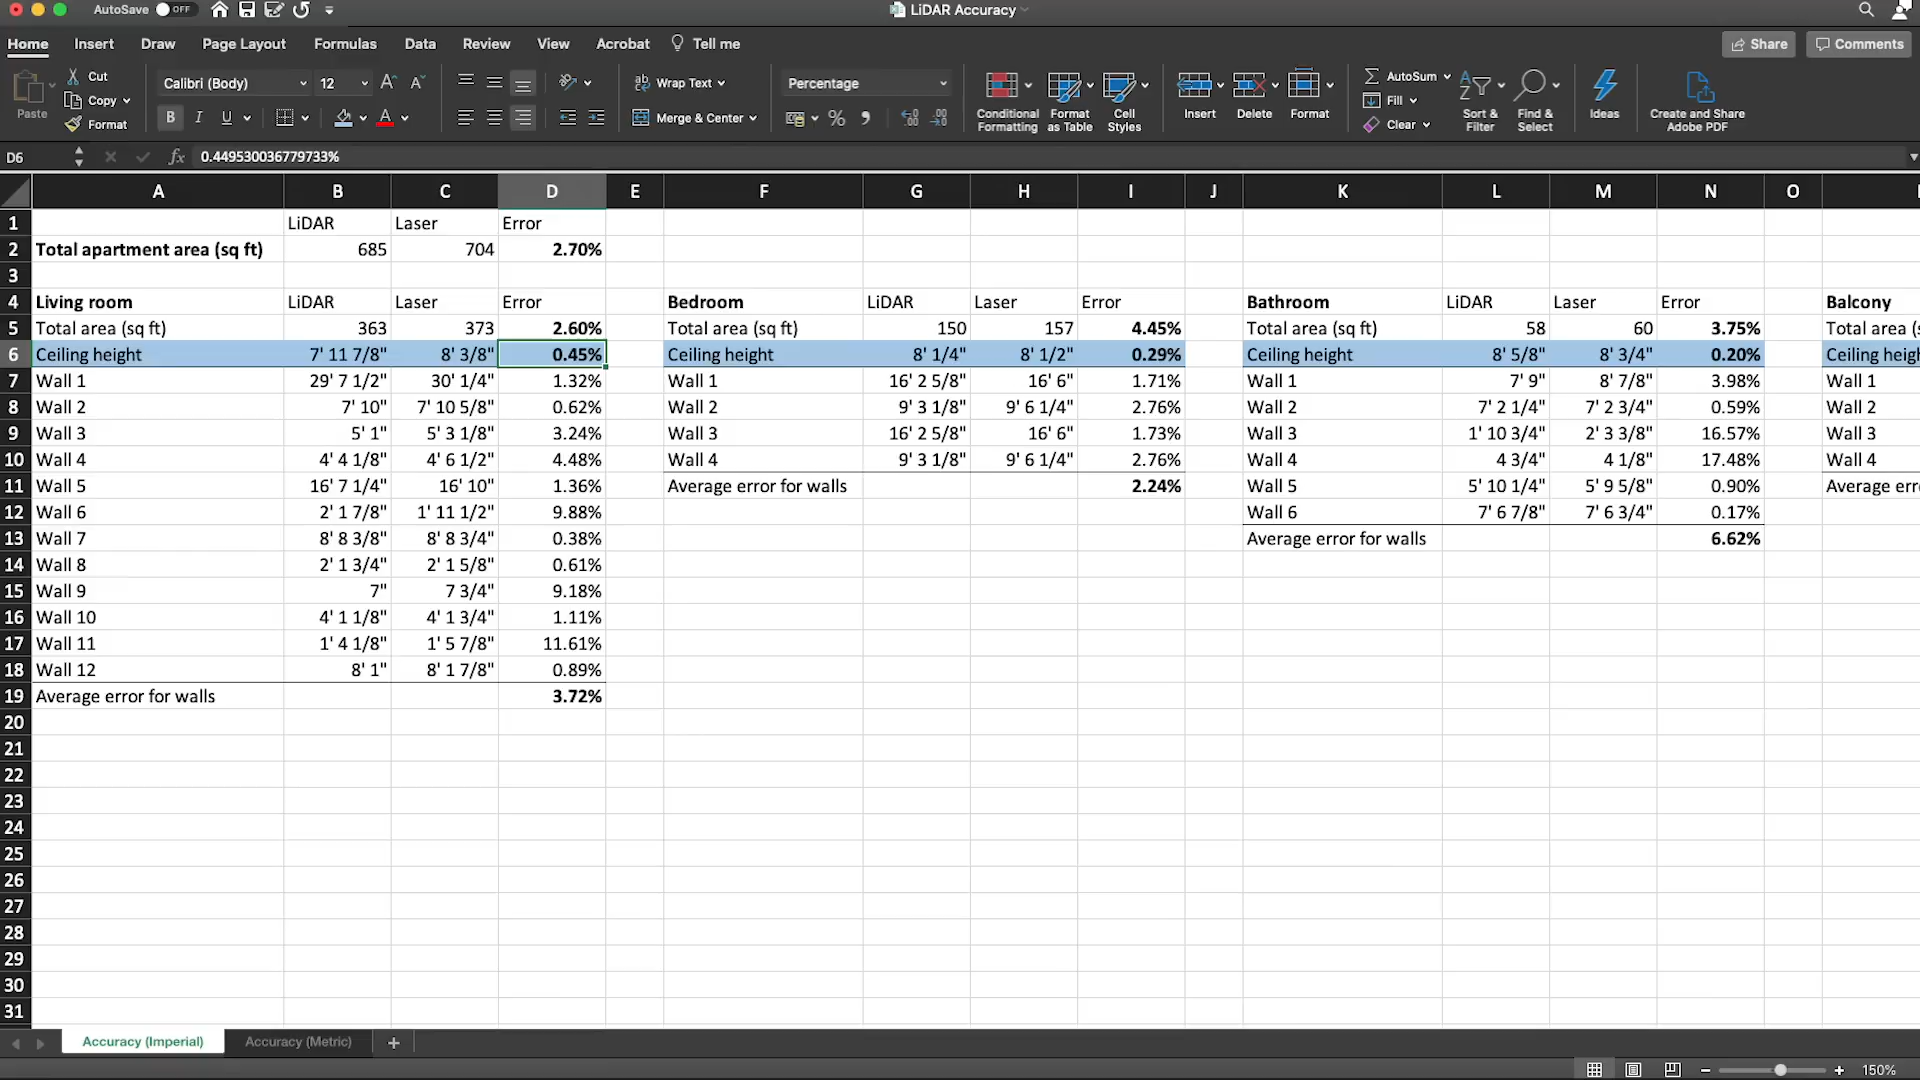 AutoSave OFF LiDAR Accuracy
Home Insert Draw Page Layout Formulas Data Review View Acrobat Tell me Share Comments
Paste Cut Copy Format
Calibri (Body) 12 A A
B I U A
ab Wrap Text
Merge & Center
Percentage
% 9
Conditional Formatting Format as Table Cell Styles Insert Delete Format
AutoSum
Fill
Clear
Sort & Filter Find & Select Ideas Create and Share Adobe PDF
D6 fx 0.449530036779733%
A B C D E F G H I J K L M N O
1 LiDAR Laser Error
2 Total apartment area (sq ft) 685 704 2.70%
3
4 Living room LiDAR Laser Error Bedroom LiDAR Laser Error Bathroom LiDAR Laser Error Balcony
5 Total area (sq ft) 363 373 2.60% Total area (sq ft) 150 157 4.45% Total area (sq ft) 58 60 3.75% Total area
6 Ceiling height 7' 11 7/8" 8' 3/8" 0.45% Ceiling height 8' 1/4" 8' 1/2" 0.29% Ceiling height 8' 5/8" 8' 3/4" 0.20% Ceiling
7 Wall 1 29' 7 1/2" 30' 1/4" 1.32% Wall 1 16' 2 5/8" 16' 6" 1.71% Wall 1 7' 9" 8' 7/8" 3.98% Wall 1
8 Wall 2 7' 10" 7' 10 5/8" 0.62% Wall 2 9' 3 1/8" 9' 6 1/4" 2.76% Wall 2 7' 2 1/4" 7' 2 3/4" 0.59% Wall 2
9 Wall 3 5' 1" 5' 3 1/8" 3.24% Wall 3 16' 2 5/8" 16' 6" 1.73% Wall 3 1' 10 3/4" 2' 3 3/8" 16.57% Wall 3
10 Wall 4 4' 4 1/8" 4' 6 1/2" 4.48% Wall 4 9' 3 1/8" 9' 6 1/4" 2.76% Wall 4 4 3/4" 4 1/8" 17.48% Wall 4
11 Wall 5 16' 7 1/4" 16' 10" 1.36% Average error for walls 2.24% Wall 5 5' 10 1/4" 5' 9 5/8" 0.90% Average
12 Wall 6 2' 1 7/8" 1' 11 1/2" 9.88% Wall 6 7' 6 7/8" 7' 6 3/4" 0.17%
13 Wall 7 8' 8 3/8" 8' 8 3/4" 0.38% Average error for walls 6.62%
14 Wall 8 2' 1 3/4" 2' 1 5/8" 0.61%
15 Wall 9 7" 7 3/4" 9.18%
16 Wall 10 4' 1 1/8" 4' 1 3/4" 1.11%
17 Wall 11 1' 4 1/8" 1' 5 7/8" 11.61%
18 Wall 12 8' 1" 8' 1 7/8" 0.89%
19 Average error for walls 3.72%
20
21
22
23
24
25
26
27
28
29
30
31
Accuracy (Imperial) Accuracy (Metric) +
150%